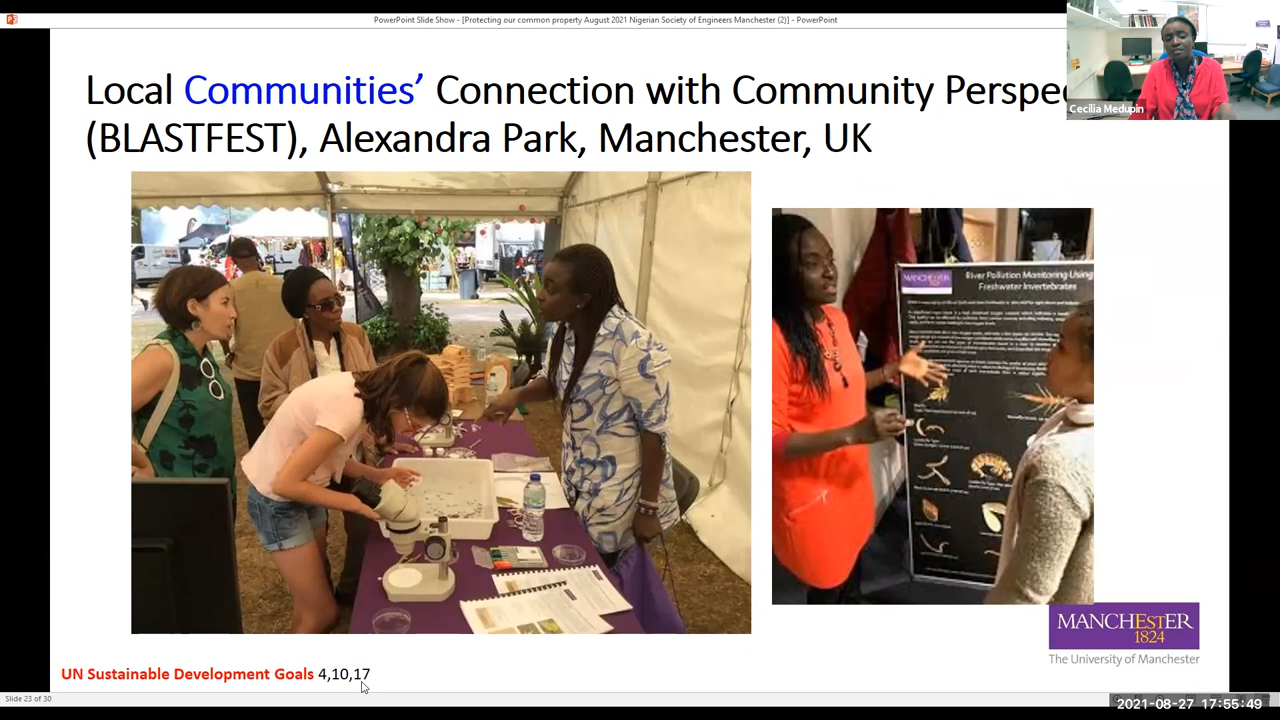 PowerPoint Slide Show - [Protecting our common property August 2021 Nigerian Society of Engineers Manchester (2)] - PowerPoint
Local Communities’ Connection with Community Perspec
(BLASTFEST), Alexandra Park, Manchester, UK
Cecilia Medupin
MANCHESTER
1824
River Pollution Monitoring Using
Freshwater Invertebrates
MANCHESTER
1824
The University of Manchester
UN Sustainable Development Goals 4,10,17
Slide 23 of 30
2021-08-27 17:55:49